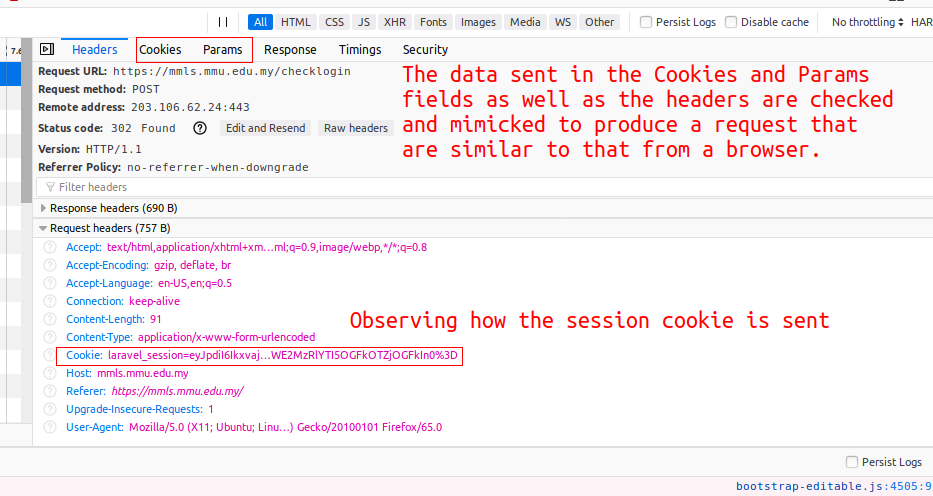 All HTML CSS JS XHR Fonts Images Media WS Other Persist Logs Disable cache No throttling HAR
7.6
Headers Cookies Params Response Timings Security
Request URL: https://mmls.mmu.edu.my/checklogin
Request method: POST
Remote address: 203.106.62.24:443
Status code: 302 Found Edit and Resend Raw headers
Version: HTTP/1.1
Referrer Policy: no-referrer-when-downgrade
The data sent in the Cookies and Params
fields as well as the headers are checked
and mimicked to produce a request that
are similar to that from a browser.
Filter headers
Response headers (690 B)
Request headers (757 B)
? Accept: text/html,application/xhtml+xm...ml;q=0.9,image/webp,*/*;q=0.8
? Accept-Encoding: gzip, deflate, br
? Accept-Language: en-US,en;q=0.5
? Connection: keep-alive
? Content-Length: 91
? Content-Type: application/x-www-form-urlencoded
? Cookie: laravel_session=eyJpdiI6Ikxvaj...WE2MzRlYTI5OGFkOTZjOGFkIn0%3D
? Host: mmls.mmu.edu.my
? Referer: https://mmls.mmu.edu.my/
? Upgrade-Insecure-Requests: 1
? User-Agent: Mozilla/5.0 (X11; Ubuntu; Linu...) Gecko/20100101 Firefox/65.0
Observing how the session cookie is sent
Persist Logs
bootstrap-editable.js:4505:9